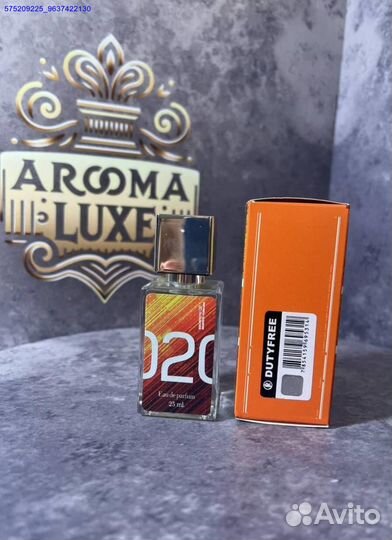 575209225_9637422130
AROOMA
LUXE
020
Eau de parfum
25 ml
DUTYFREE
Avito